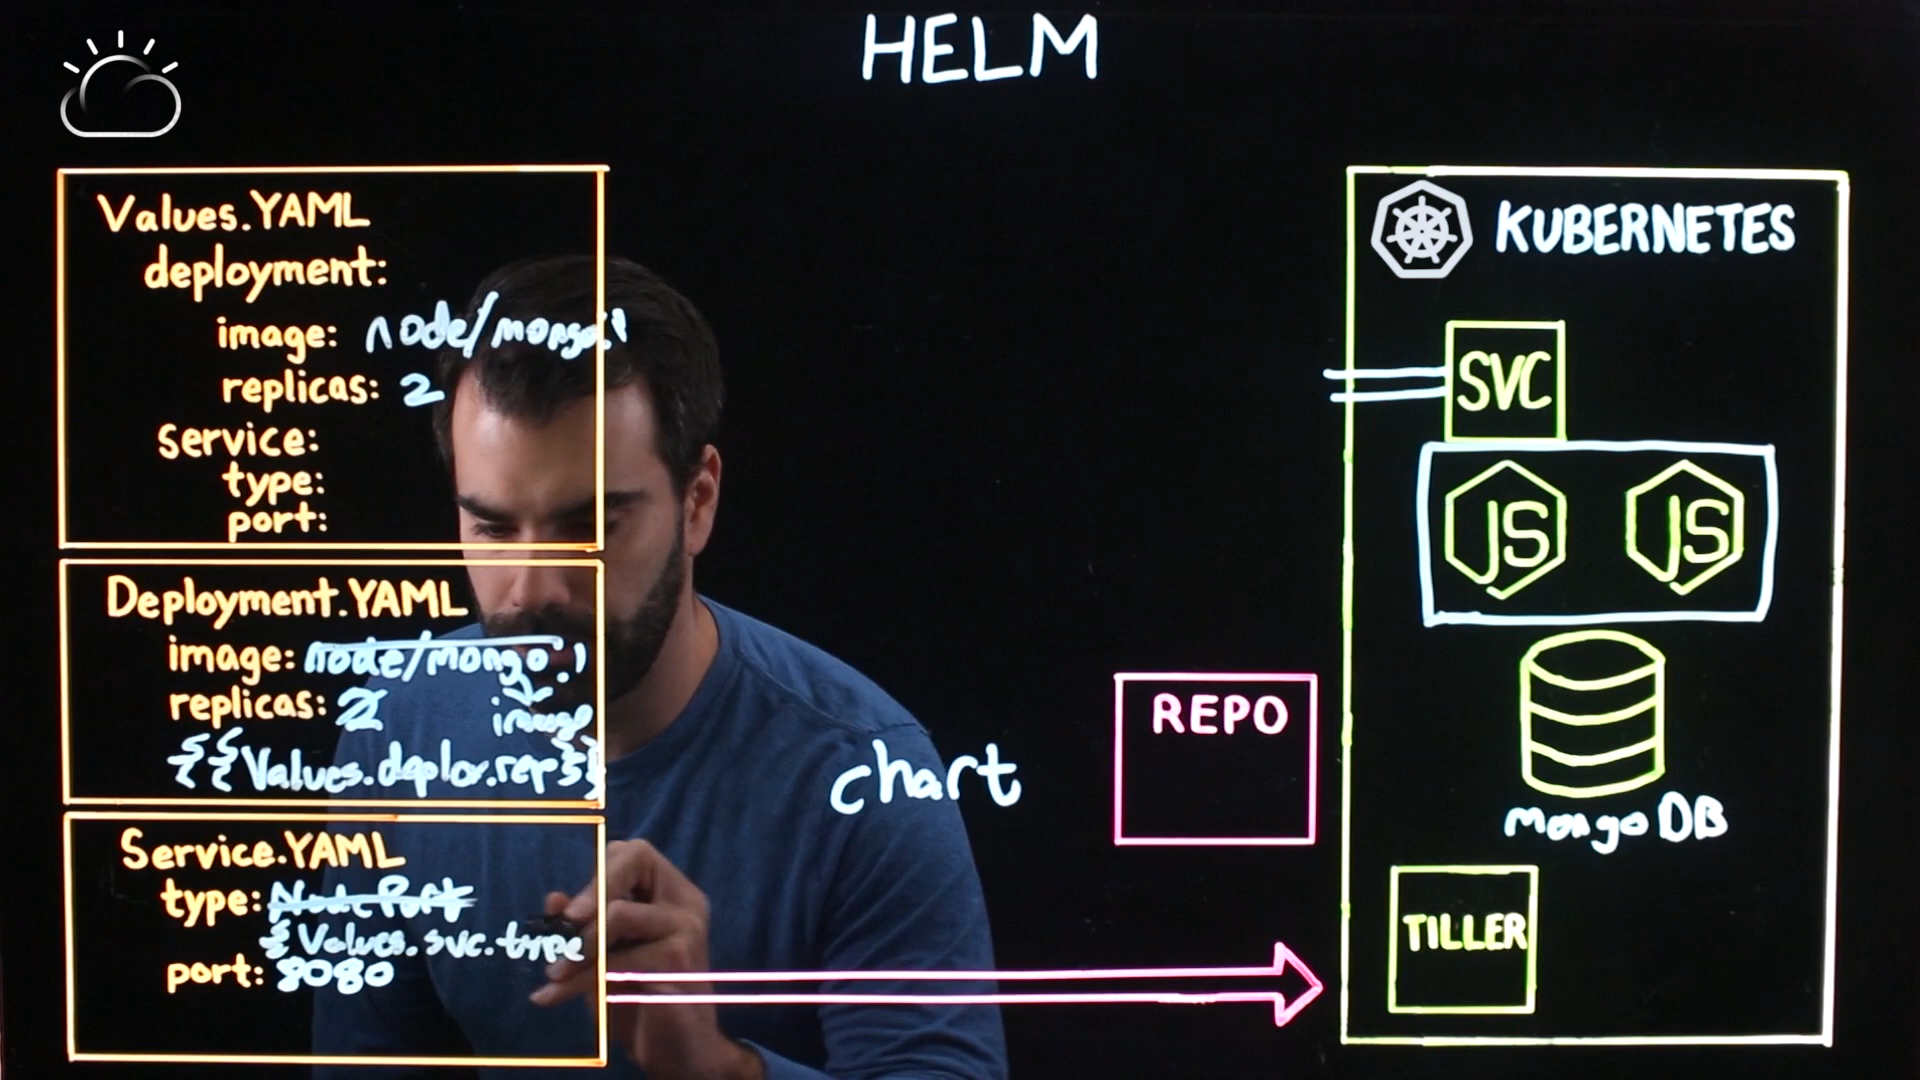 HELM
Values.YAML
deployment:
image: node/mongo:1
replicas: 2
service:
type:
port:
Deployment.YAML
image: node/mongo:1
replicas: 2
image
{{Values.deploy.rep}}
Service.YAML
type: NodePort
{Values.svc.type
port: 8080
chart
REPO
KUBERNETES
SVC
JS JS
mongoDB
TILLER